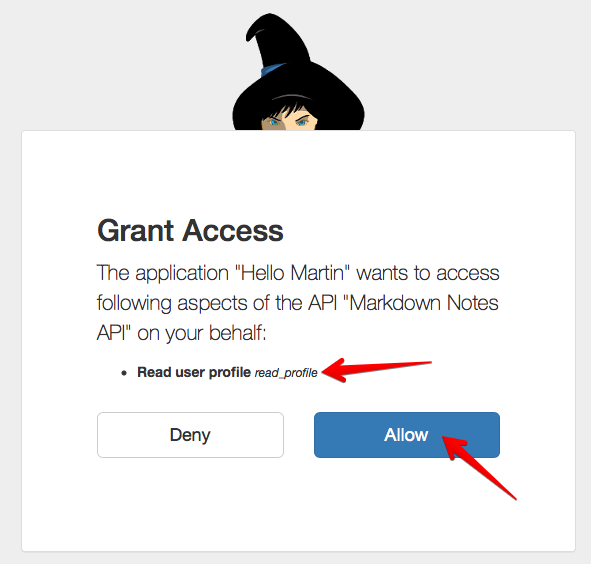 Grant Access
The application "Hello Martin" wants to access
following aspects of the API "Markdown Notes
API" on your behalf:
• Read user profile read_profile
Deny
Allow